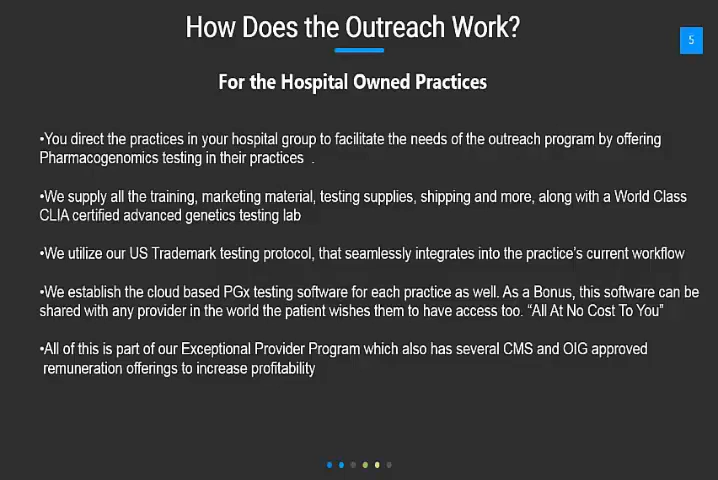 How Does the Outreach Work?
5
For the Hospital Owned Practices
•You direct the practices in your hospital group to facilitate the needs of the outreach program by offering
Pharmacogenomics testing in their practices .
•We supply all the training, marketing material, testing supplies, shipping and more, along with a World Class
CLIA certified advanced genetics testing lab
•We utilize our US Trademark testing protocol, that seamlessly integrates into the practice's current workflow
•We establish the cloud based PGx testing software for each practice as well. As a Bonus, this software can be
shared with any provider in the world the patient wishes them to have access too. “All At No Cost To You”
•All of this is part of our Exceptional Provider Program which also has several CMS and OIG approved
remuneration offerings to increase profitability